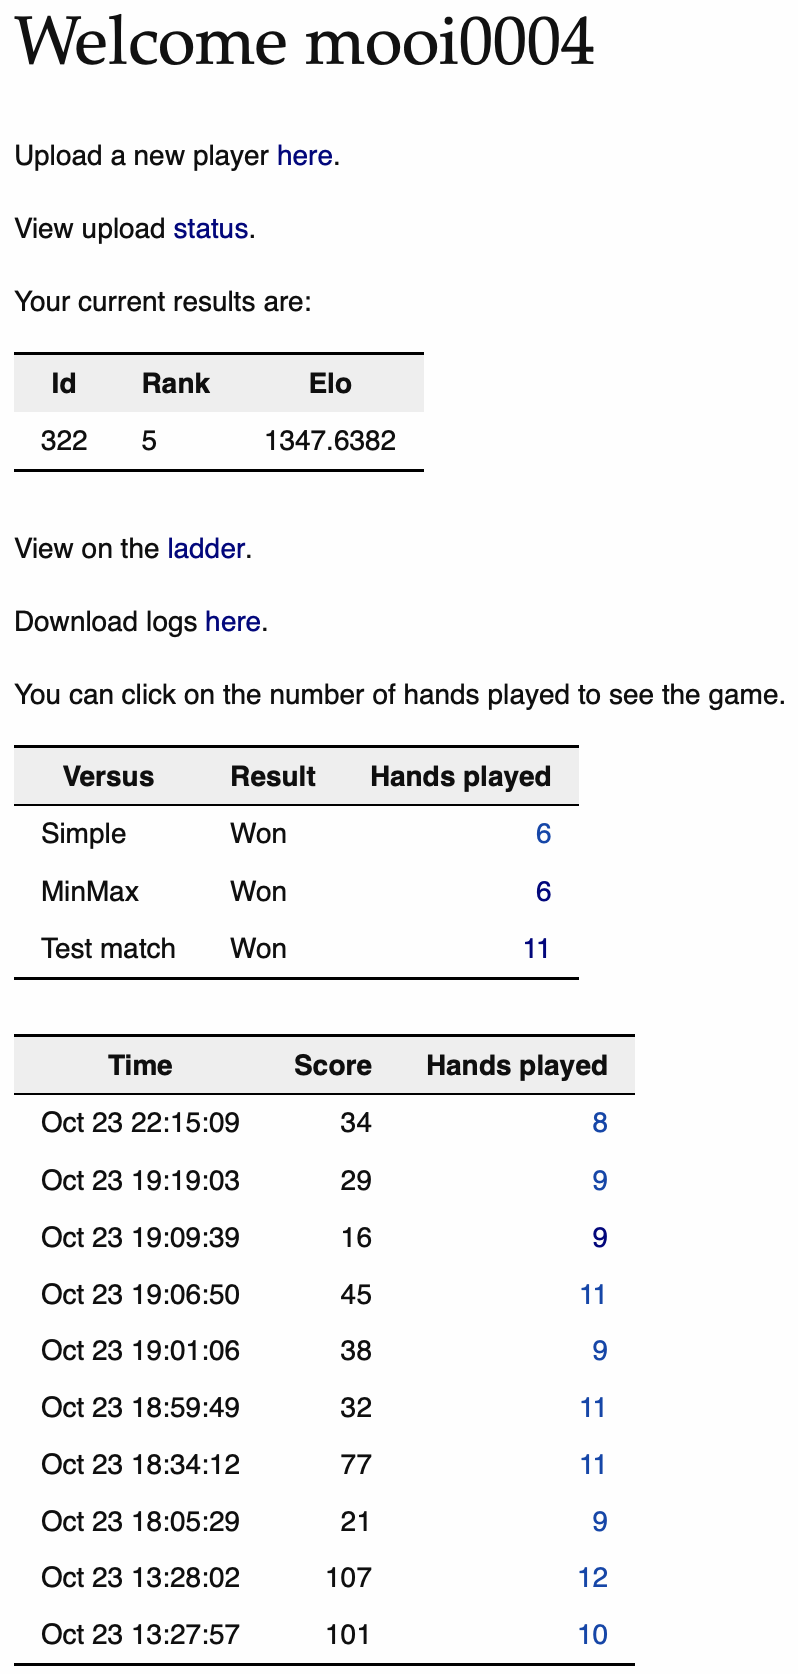 Welcome mooi0004
Upload a new player here.
View upload status.
Your current results are:
Id Rank Elo
322 5 1347.6382
View on the ladder.
Download logs here.
You can click on the number of hands played to see the game.
Versus Result Hands played
Simple Won 6
MinMax Won 6
Test match Won 11
Time Score Hands played
Oct 23 22:15:09 34 8
Oct 23 19:19:03 29 9
Oct 23 19:09:39 16 9
Oct 23 19:06:50 45 11
Oct 23 19:01:06 38 9
Oct 23 18:59:49 32 11
Oct 23 18:34:12 77 11
Oct 23 18:05:29 21 9
Oct 23 13:28:02 107 12
Oct 23 13:27:57 101 10